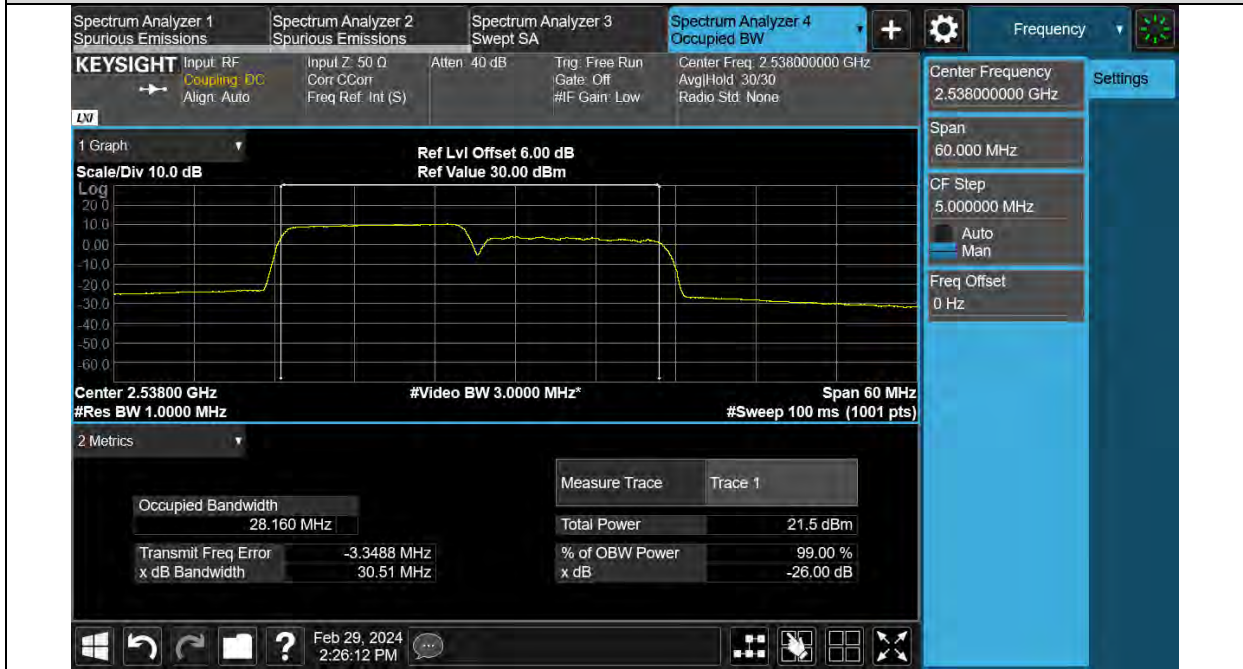 Spectrum Analyzer 1
Spurious Emissions
Spectrum Analyzer 2
Spurious Emissions
Spectrum Analyzer 3
Swept SA
Spectrum Analyzer 4
Occupied BW
Frequency
KEYSIGHT
Input: RF
Coupling: DC
Align: Auto
Input Z: 50 Ω
Corr CCorr
Freq Ref: Int (S)
Atten: 40 dB
Trig: Free Run
Gate: Off
#IF Gain: Low
Center Freq: 2.538000000 GHz
Avg|Hold: 30/30
Radio Std: None
LXI
Center Frequency
2.538000000 GHz
Settings
Span
60.000 MHz
CF Step
5.000000 MHz
Auto
Man
Freq Offset
0 Hz
1 Graph
Scale/Div 10.0 dB
Ref Lvl Offset 6.00 dB
Ref Value 30.00 dBm
Log
20.0
10.0
0.00
-10.0
-20.0
-30.0
-40.0
-50.0
-60.0
Center 2.53800 GHz
#Video BW 3.0000 MHz*
Span 60 MHz
#Res BW 1.0000 MHz
#Sweep 100 ms (1001 pts)
2 Metrics
Measure Trace
Trace 1
Occupied Bandwidth
28.160 MHz
Total Power
21.5 dBm
Transmit Freq Error
-3.3488 MHz
% of OBW Power
99.00 %
x dB Bandwidth
30.51 MHz
x dB
-26.00 dB
?
Feb 29, 2024
2:26:12 PM